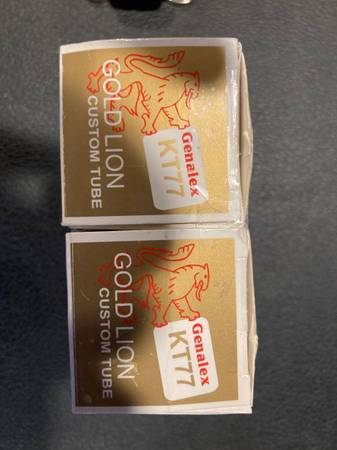 Genalex
KT77
GOLD LION
CUSTOM TUBE
Genalex
KT77
GOLD LION
CUSTOM TUBE